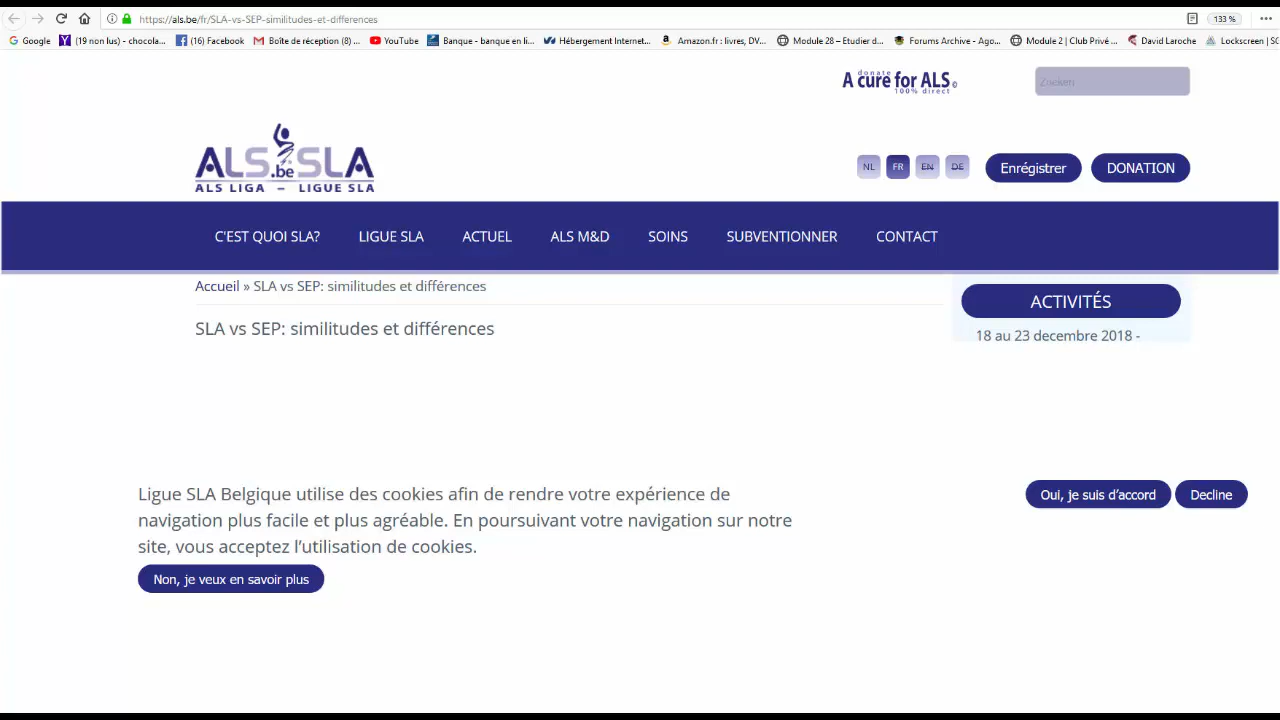 https://als.be/fr/SLA-vs-SEP-similitudes-et-differences
133 %
Google
(19 non lus) - chocola...
(16) Facebook
Boîte de réception (8) ...
YouTube
Banque - banque en li...
Hébergement Internet...
Amazon.fr : livres, DV...
Module 28 – Etudier d...
Forums Archive - Ago...
Module 2 | Club Privé ...
David Laroche
Lockscreen | SC
donate
A cure for ALS ©
100% direct
Zoeken
ALS.be SLA
ALS LIGA – LIGUE SLA
NL
FR
EN
DE
Enrégistrer
DONATION
C'EST QUOI SLA?
LIGUE SLA
ACTUEL
ALS M&D
SOINS
SUBVENTIONNER
CONTACT
Accueil » SLA vs SEP: similitudes et différences
SLA vs SEP: similitudes et différences
ACTIVITÉS
18 au 23 decembre 2018 -
Ligue SLA Belgique utilise des cookies afin de rendre votre expérience de
navigation plus facile et plus agréable. En poursuivant votre navigation sur notre
site, vous acceptez l’utilisation de cookies.
Oui, je suis d’accord
Decline
Non, je veux en savoir plus